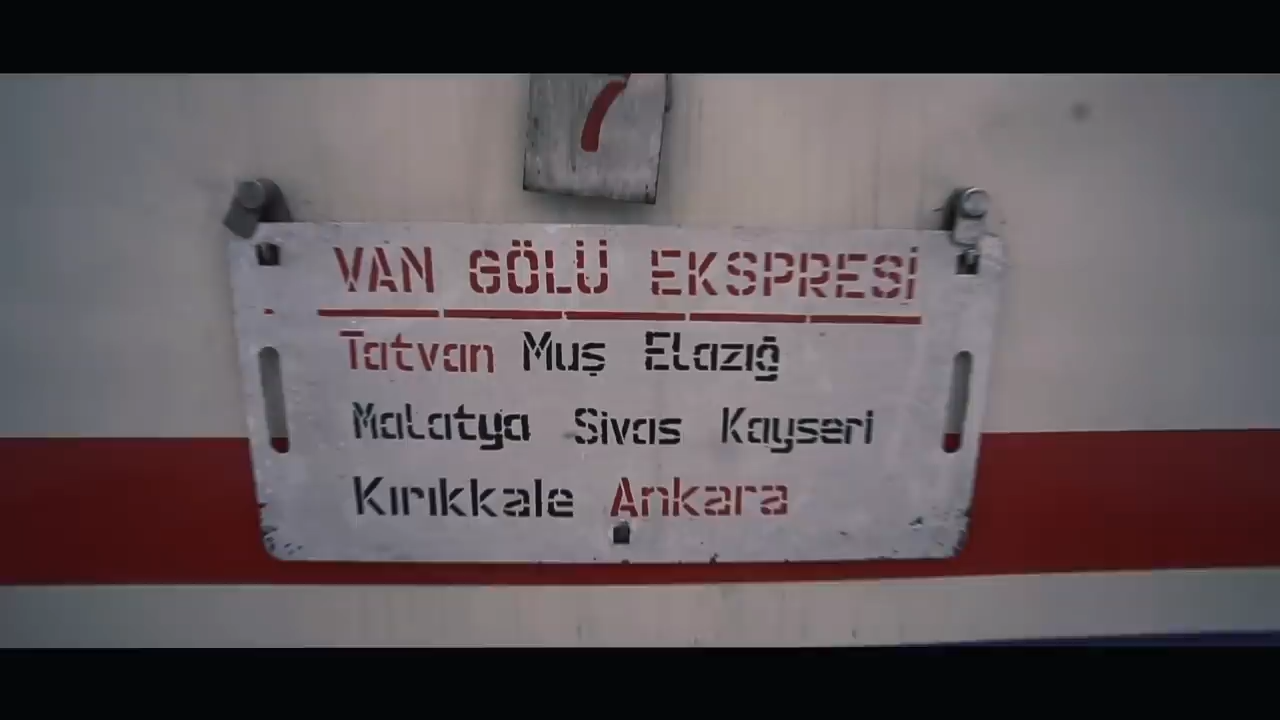 7
VAN GÖLÜ EKSPRESİ
Tatvan Muş Elazığ
Malatya Sivas Kayseri
Kırıkkale Ankara